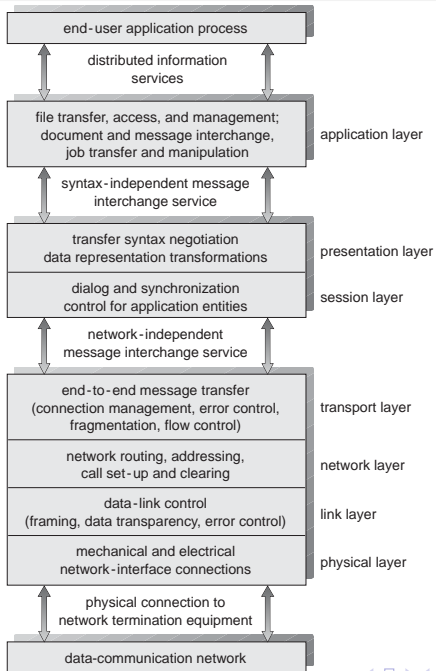 end-user application process
distributed information
services
file transfer, access, and management;
document and message interchange,
job transfer and manipulation
application layer
syntax-independent message
interchange service
transfer syntax negotiation
data representation transformations
presentation layer
dialog and synchronization
control for application entities
session layer
network-independent
message interchange service
end-to-end message transfer
(connection management, error control,
fragmentation, flow control)
transport layer
network routing, addressing,
call set-up and clearing
network layer
data-link control
(framing, data transparency, error control)
link layer
mechanical and electrical
network-interface connections
physical layer
physical connection to
network termination equipment
data-communication network